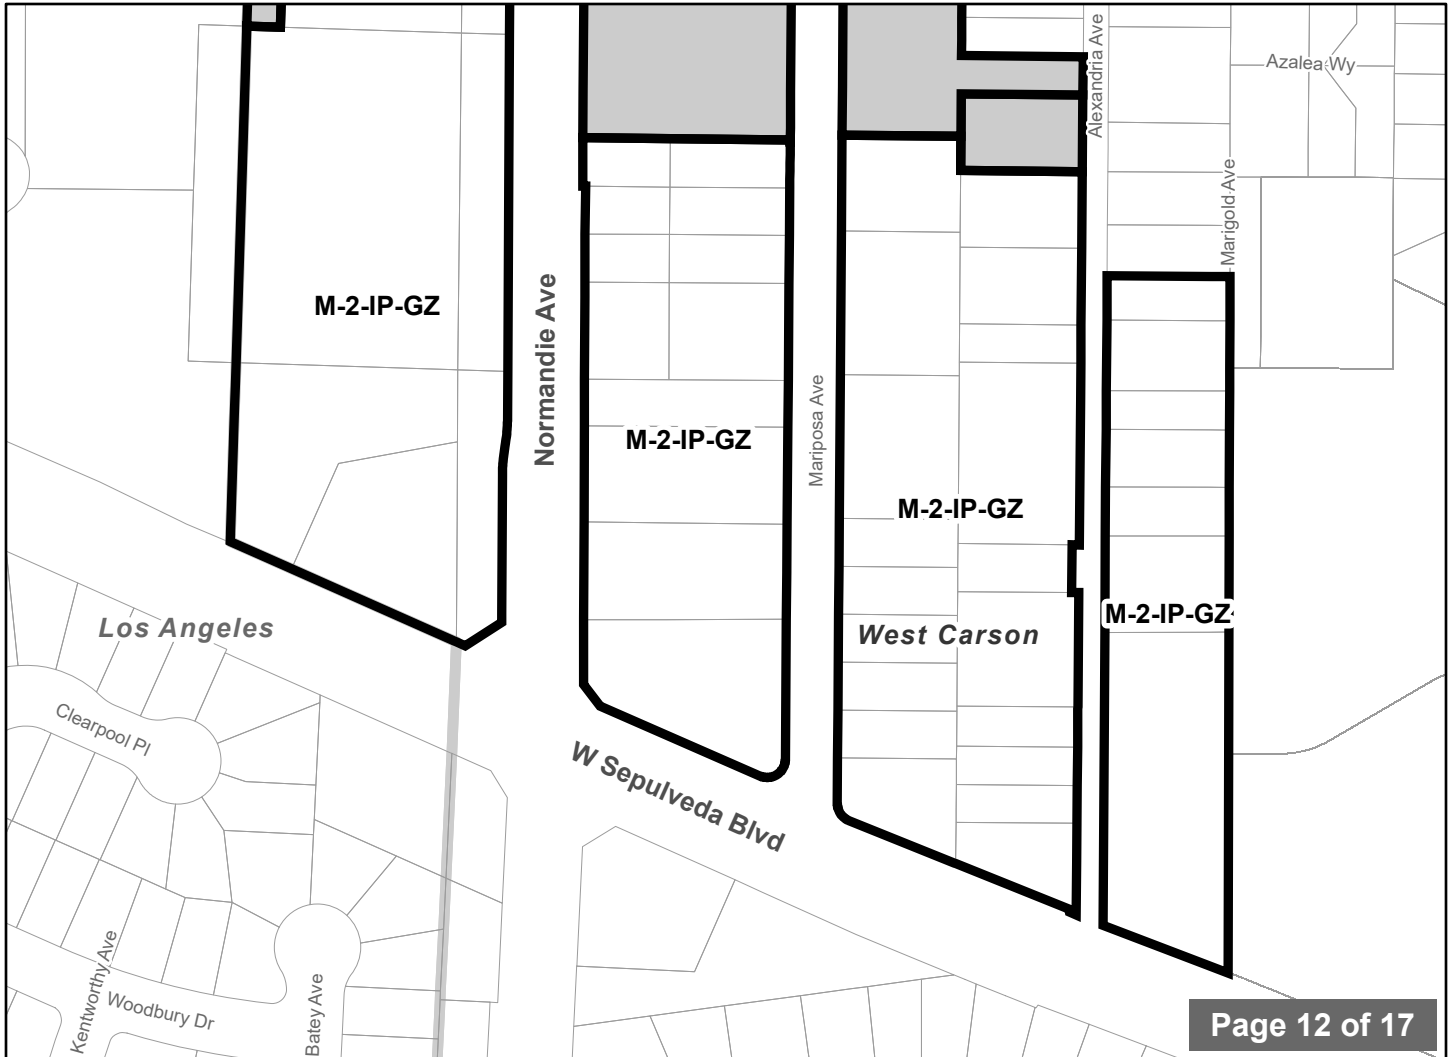 Alexandria Ave
Azalea Wy
Marigold Ave
M-2-IP-GZ
Normandie Ave
M-2-IP-GZ
Mariposa Ave
M-2-IP-GZ
M-2-IP-GZ
Los Angeles
West Carson
Clearpool Pl
W Sepulveda Blvd
Kentworthy Ave
Woodbury Dr
Batey Ave
Page 12 of 17